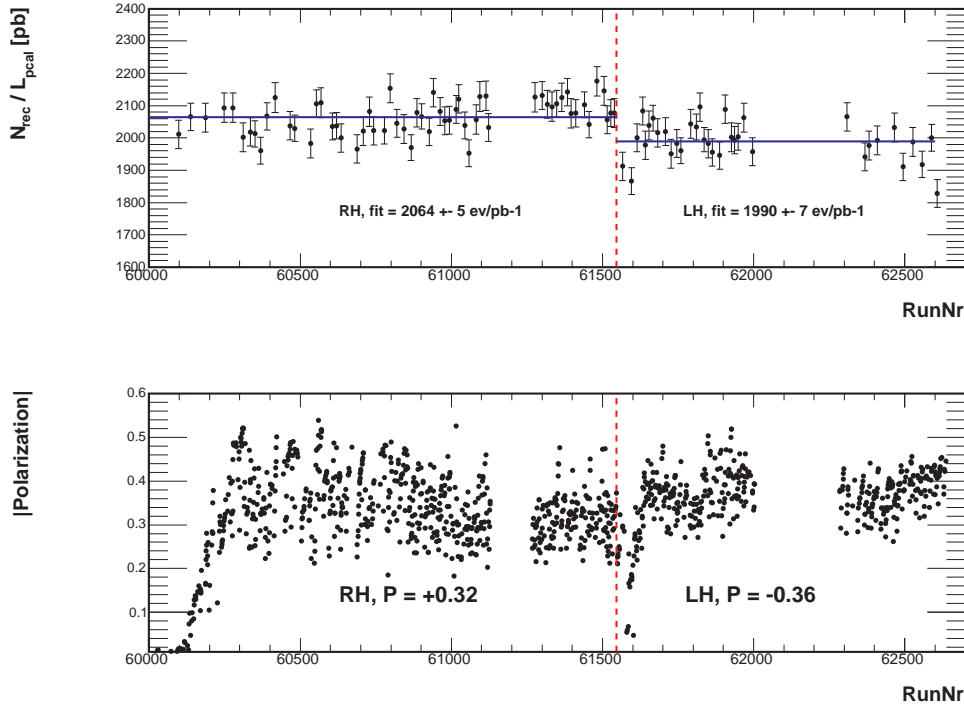 N_rec / L_pcal [pb]
2400
2300
2200
2100
2000
1900
1800
1700
1600
RH, fit = 2064 +- 5 ev/pb-1
LH, fit = 1990 +- 7 ev/pb-1
60000 60500 61000 61500 62000 62500
RunNr
|Polarization|
0.6
0.5
0.4
0.3
0.2
0.1
RH, P = +0.32
LH, P = -0.36
60000 60500 61000 61500 62000 62500
RunNr